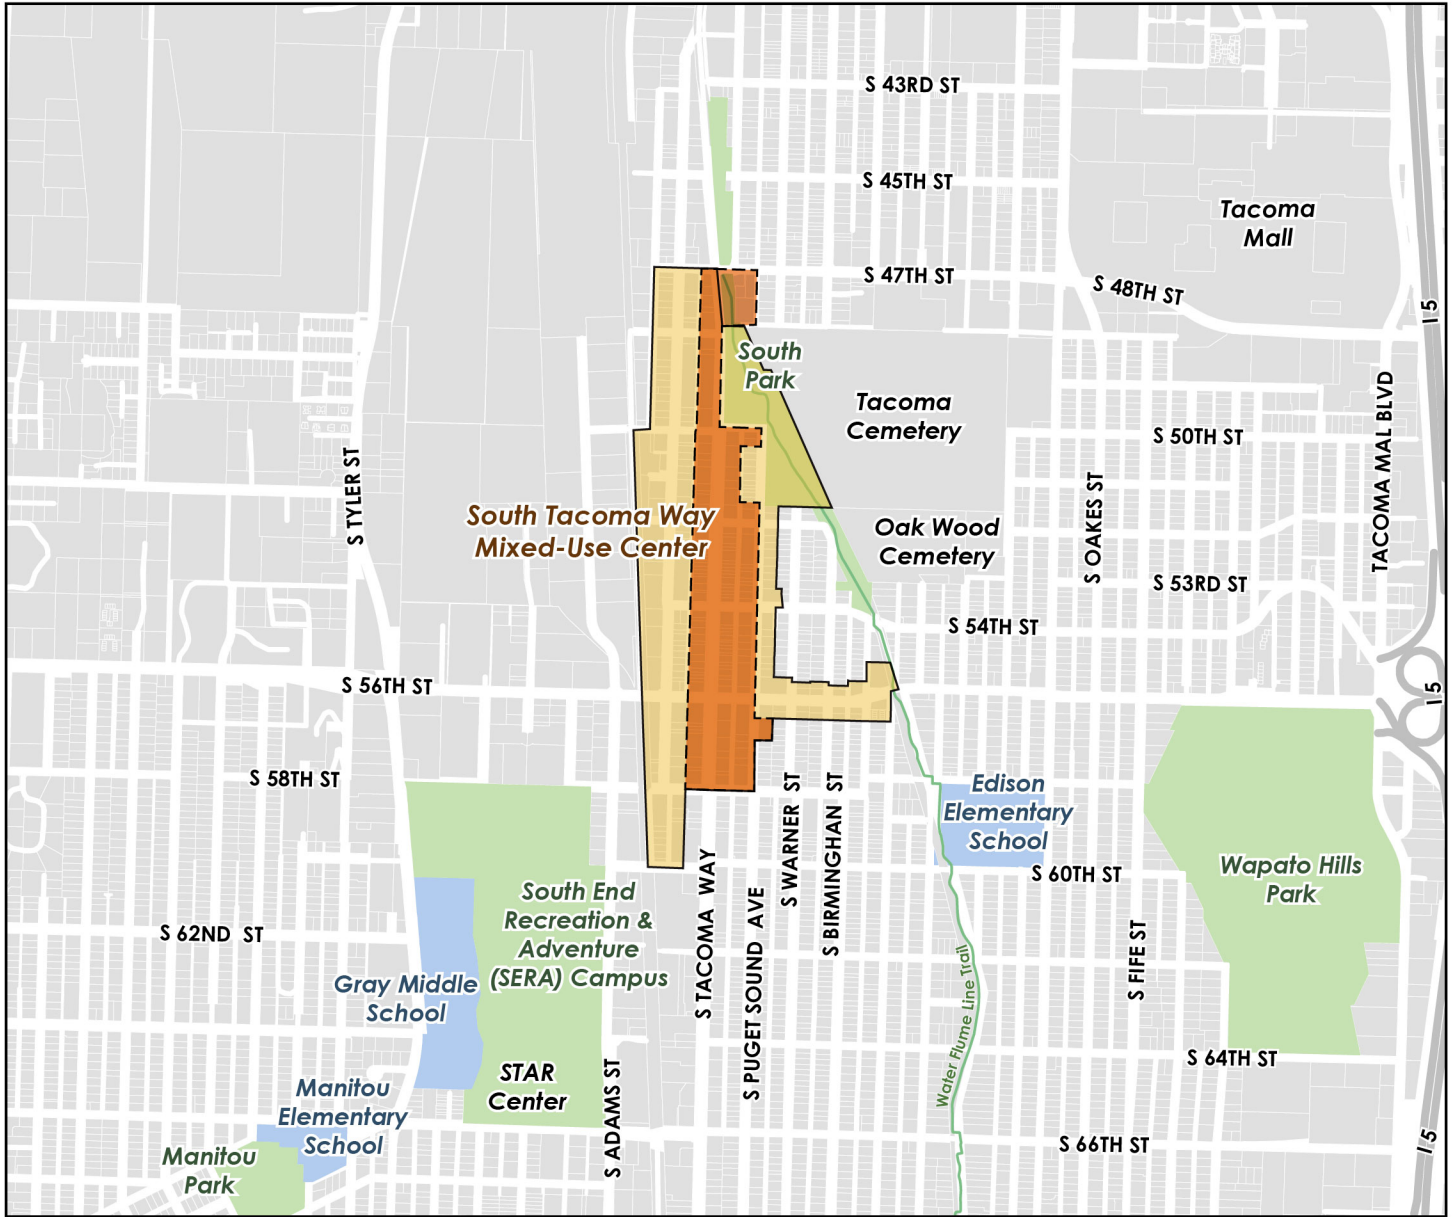 S 43RD ST
S 45TH ST
Tacoma
Mall
S 47TH ST
S 48TH ST
I 5
South
Park
Tacoma
Cemetery
TACOMA MAL BLVD
S 50TH ST
S TYLER ST
S OAKES ST
South Tacoma Way
Mixed-Use Center
Oak Wood
Cemetery
S 53RD ST
S 54TH ST
S 56TH ST
I 5
S 58TH ST
S WARNER ST
S BIRMINGHAN ST
Edison
Elementary
School
S 60TH ST
Wapato Hills
Park
South End
Recreation &
Adventure
(SERA) Campus
S TACOMA WAY
S PUGET SOUND AVE
S 62ND ST
S FIFE ST
Gray Middle
School
Water Flume Line Trail
S 64TH ST
STAR
Center
S ADAMS ST
Manitou
Elementary
School
S 66TH ST
I 5
Manitou
Park